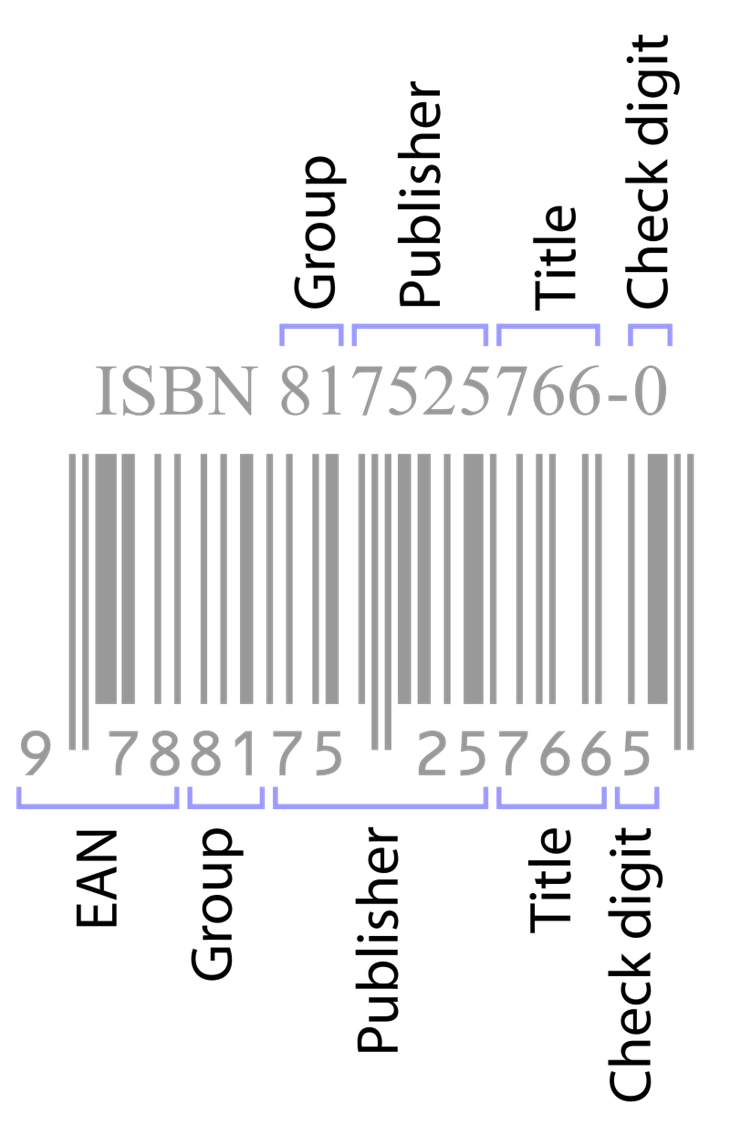 Group
Publisher
Title
Check digit
ISBN 817525766-0
9 788175 257665
EAN
Group
Publisher
Title
Check digit